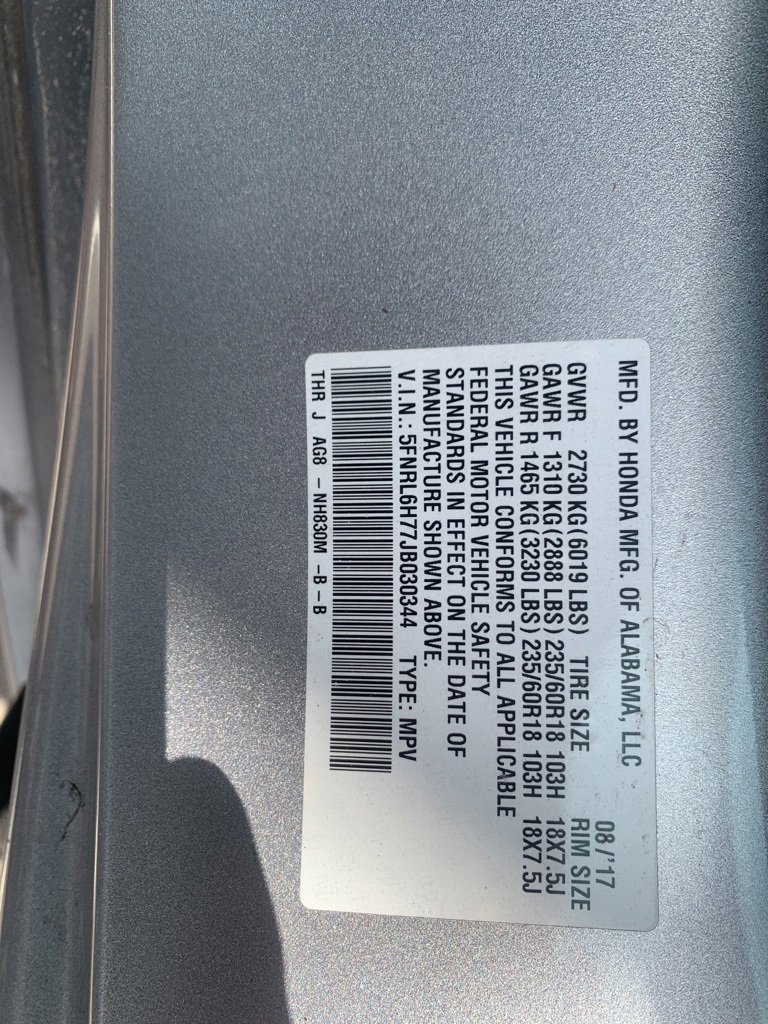 MFD. BY HONDA MFG. OF ALABAMA, LLC
08/'17
GVWR 2730 KG(6019 LBS) TIRE SIZE RIM SIZE
GAWR F 1310 KG(2888 LBS) 235/60R18 103H 18X7.5J
GAWR R 1465 KG(3230 LBS) 235/60R18 103H 18X7.5J
THIS VEHICLE CONFORMS TO ALL APPLICABLE
FEDERAL MOTOR VEHICLE SAFETY
STANDARDS IN EFFECT ON THE DATE OF
MANUFACTURE SHOWN ABOVE.
V.I.N.: 5FNRL6H77JB030344 TYPE: MPV
THR J AG8 - NH830M -B-B